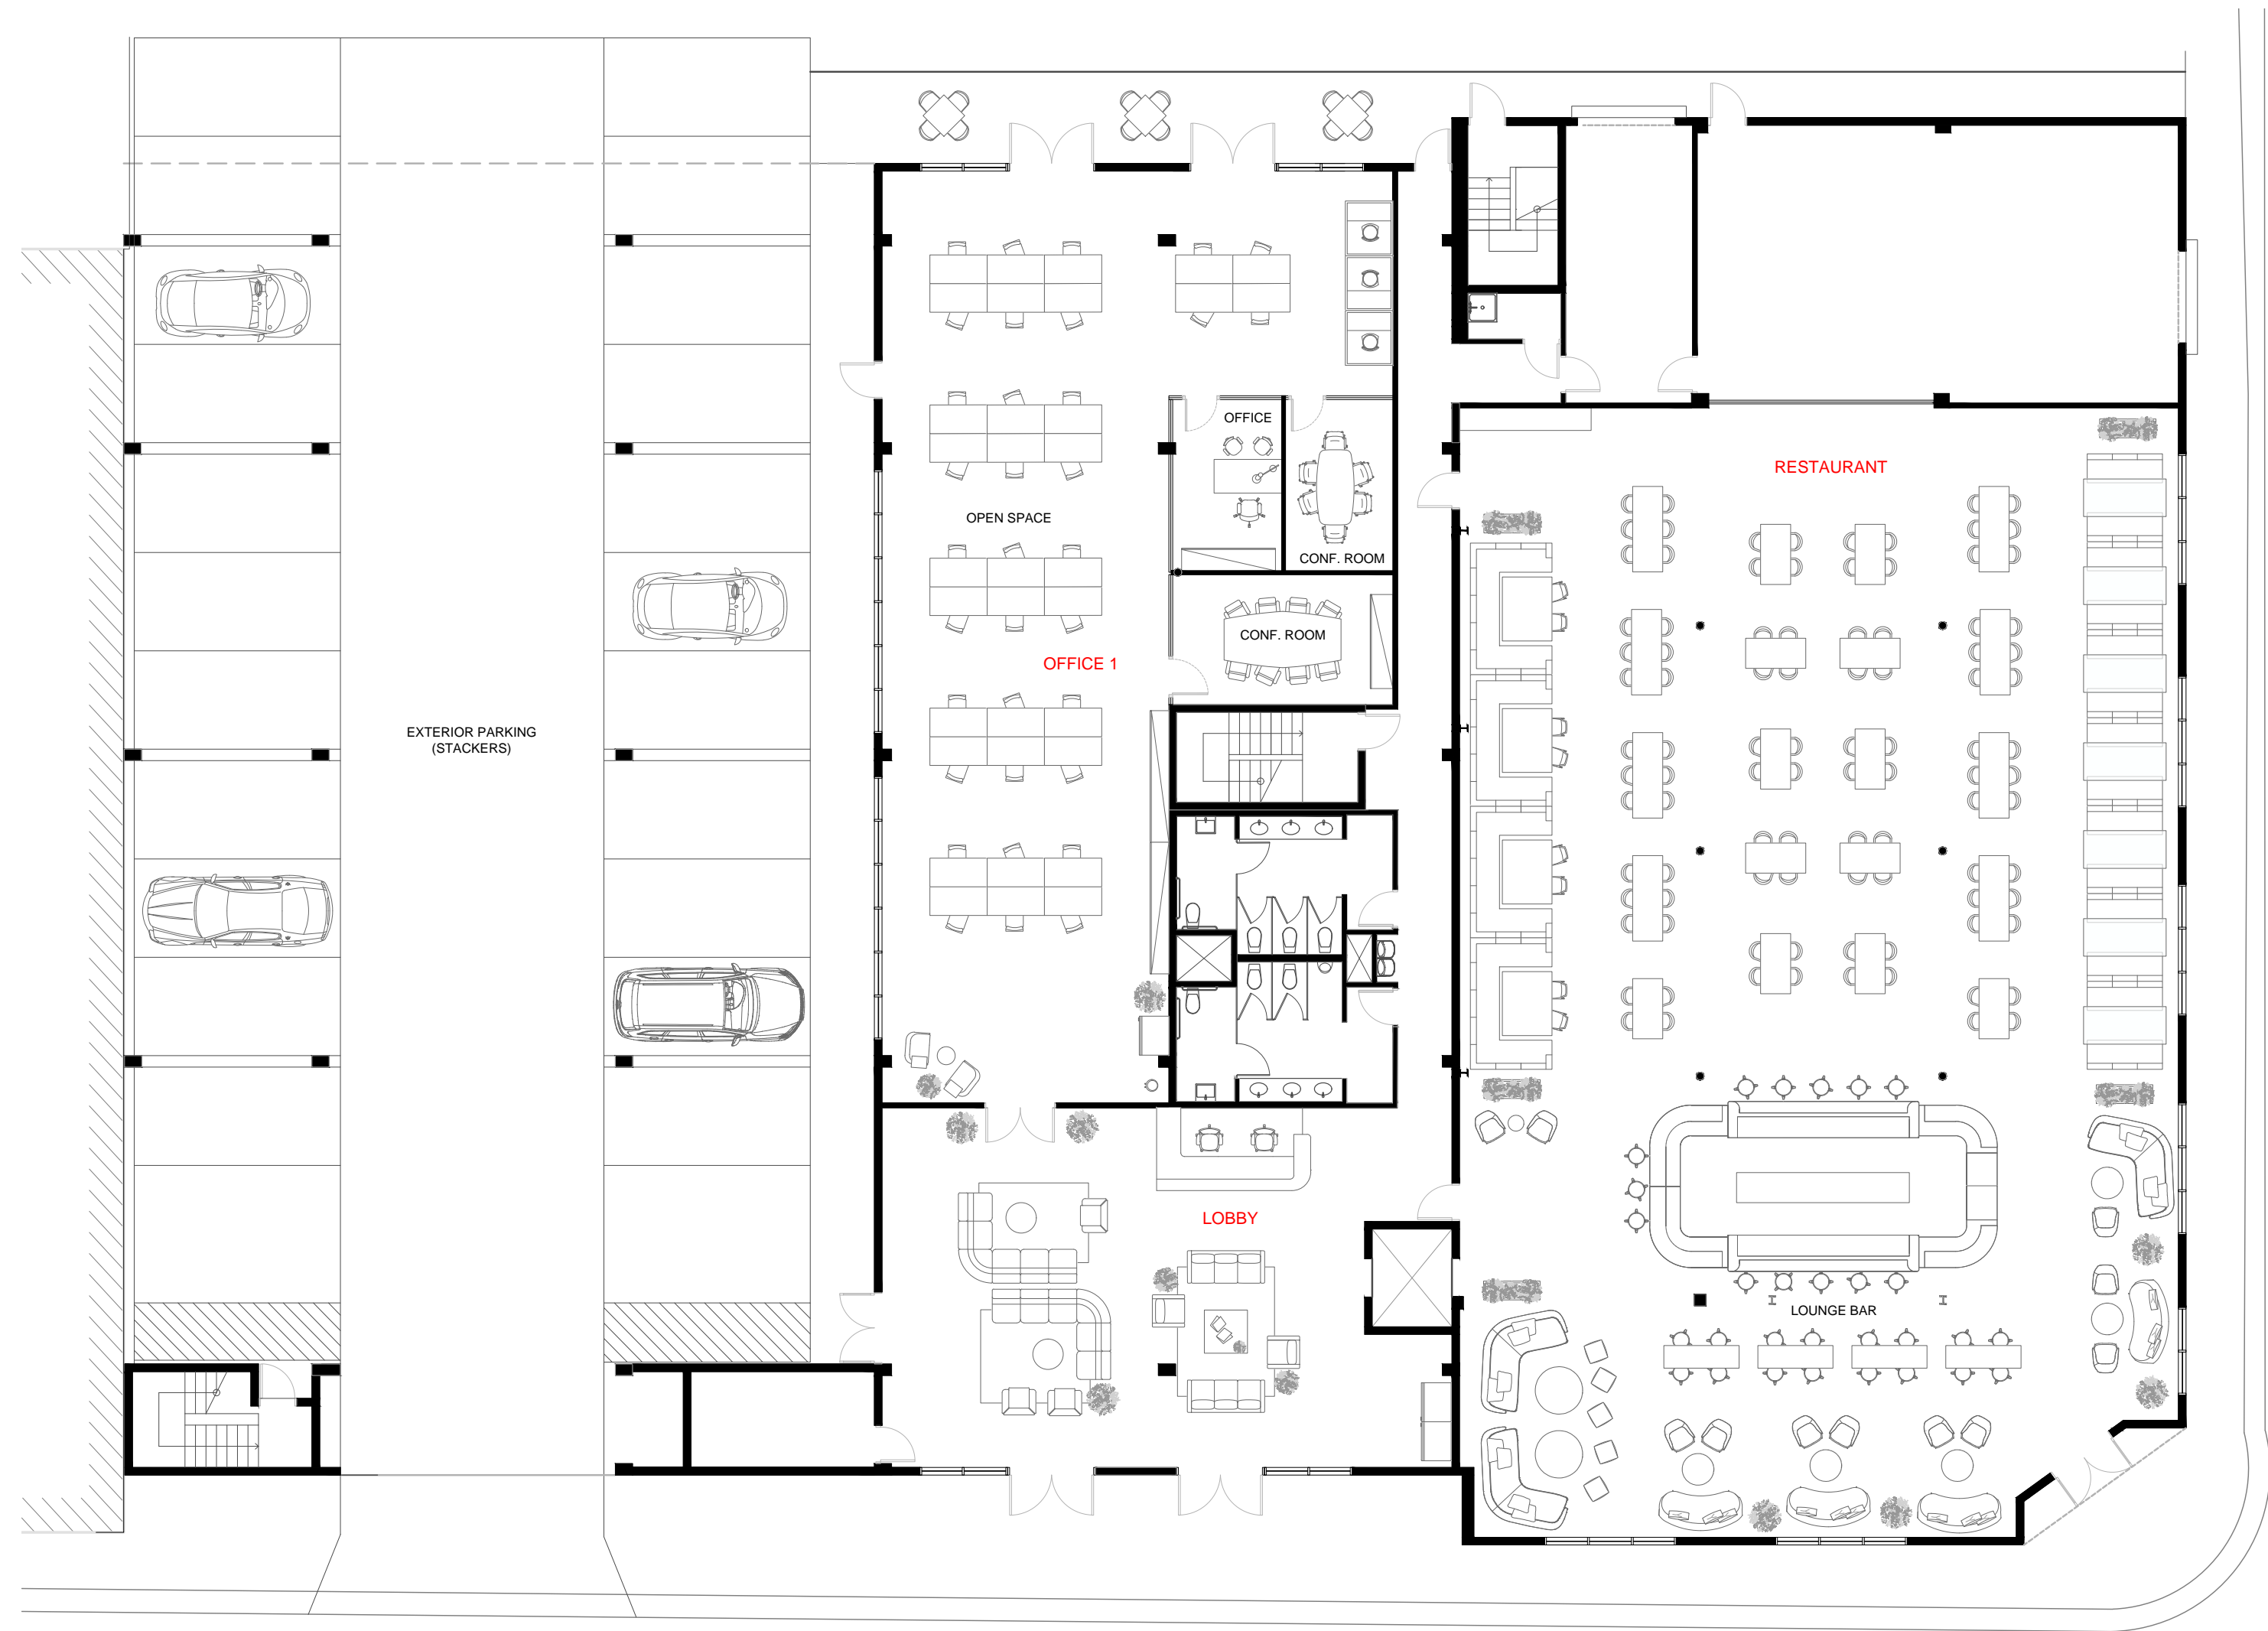 OFFICE
RESTAURANT
OPEN SPACE
CONF. ROOM
CONF. ROOM
OFFICE 1
EXTERIOR PARKING
(STACKERS)
LOBBY
LOUNGE BAR